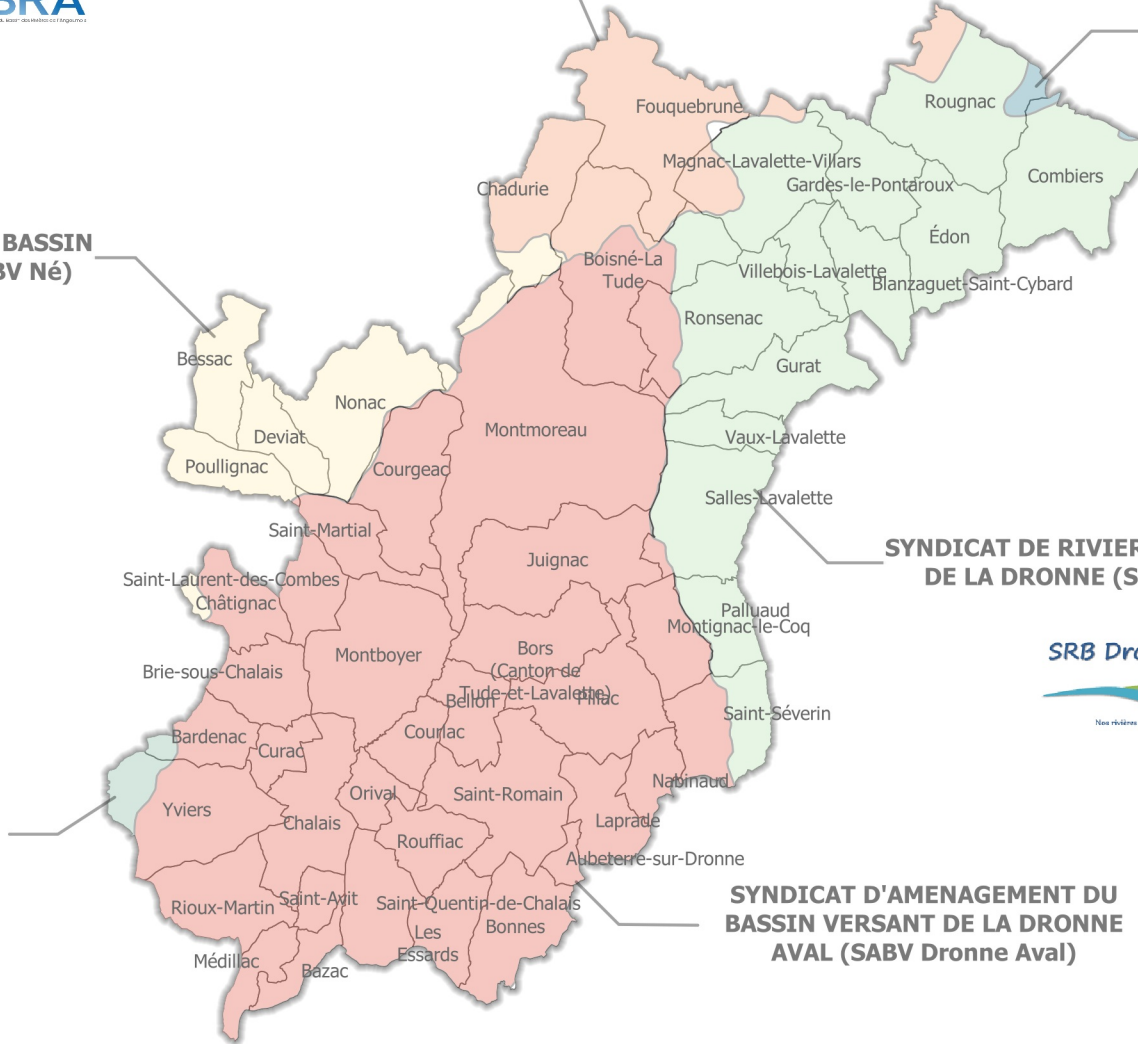 BRA
Fouquebrune
Rougnac
Magnac-Lavalette-Villars
Combiers
Gardes-le-Pontaroux
Chadurie
Édon
BASSIN
BV Né)
Boisné-La
Tude
Villebois-Lavalette
Blanzaguet-Saint-Cybard
Ronsenac
Bessac
Gurat
Nonac
Montmoreau
Deviat
Vaux-Lavalette
Poullignac
Courgeac
Salles-Lavalette
Saint-Martial
SYNDICAT DE RIVIER
DE LA DRONNE (S
Juignac
Saint-Laurent-des-Combes
Châtignac
Palluaud
Montignac-le-Coq
Montboyer
Bors
(Canton de
Tude-et-Lavalette)
SRB Dro
Brie-sous-Chalais
Bellon
Pillac
Saint-Séverin
Nos rivières
Bardenac
Courlac
Curac
Nabinaud
Orival
Saint-Romain
Yviers
Chalais
Laprade
Rouffiac
Aubeterre-sur-Dronne
SYNDICAT D'AMENAGEMENT DU
BASSIN VERSANT DE LA DRONNE
AVAL (SABV Dronne Aval)
Rioux-Martin
Saint-Avit
Saint-Quentin-de-Chalais
Bonnes
Les
Essards
Médillac
Bazac